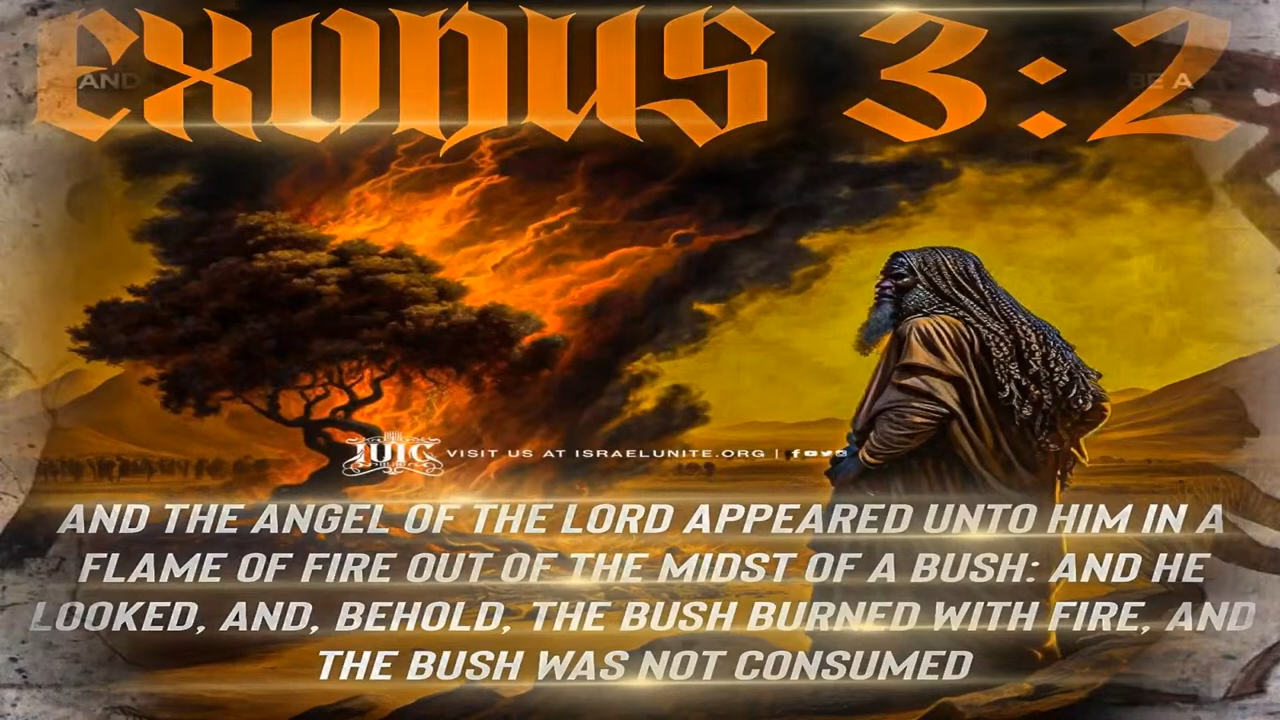 EXODUS 3:2
AND BE A
IUIC VISIT US AT ISRAELUNITE.ORG |
AND THE ANGEL OF THE LORD APPEARED UNTO HIM IN A
FLAME OF FIRE OUT OF THE MIDST OF A BUSH: AND HE
LOOKED, AND, BEHOLD, THE BUSH BURNED WITH FIRE, AND
THE BUSH WAS NOT CONSUMED